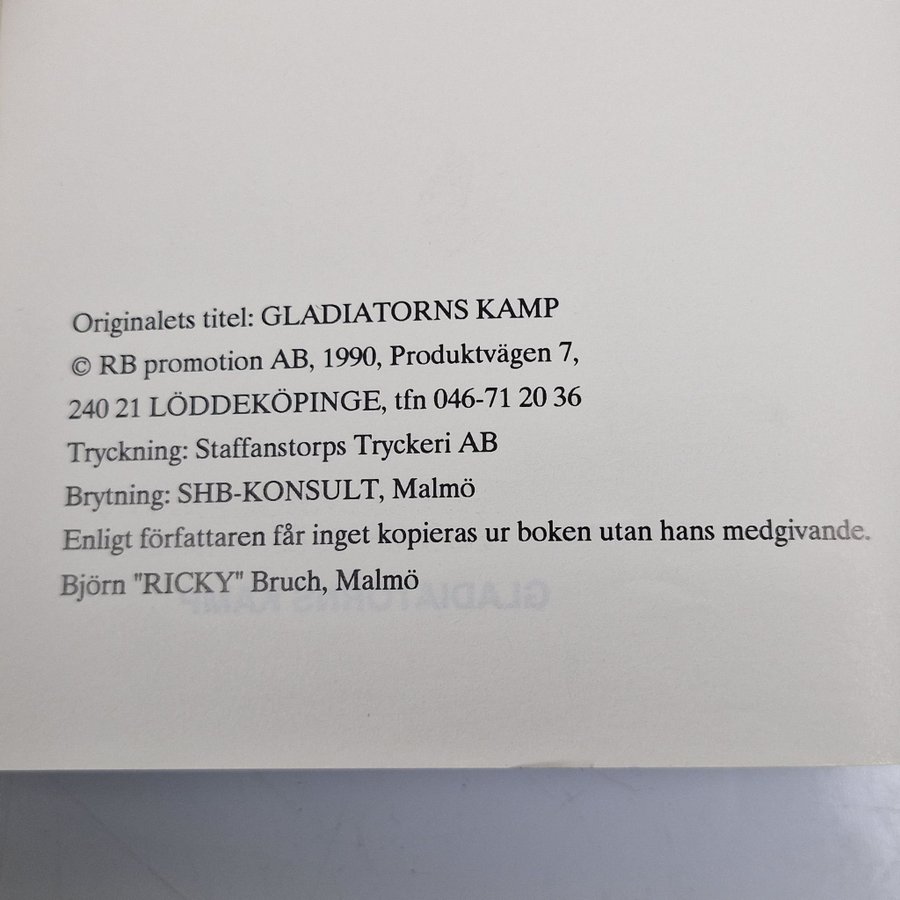 Originalets titel: GLADIATORNS KAMP
© RB promotion AB, 1990, Produktvägen 7,
240 21 LÖDDEKÖPINGE, tfn 046-71 20 36
Tryckning: Staffanstorps Tryckeri AB
Brytning: SHB-KONSULT, Malmö
Enligt författaren får inget kopieras ur boken utan hans medgivande.
Björn "RICKY" Bruch, Malmö
GLADIATORNS KAMP